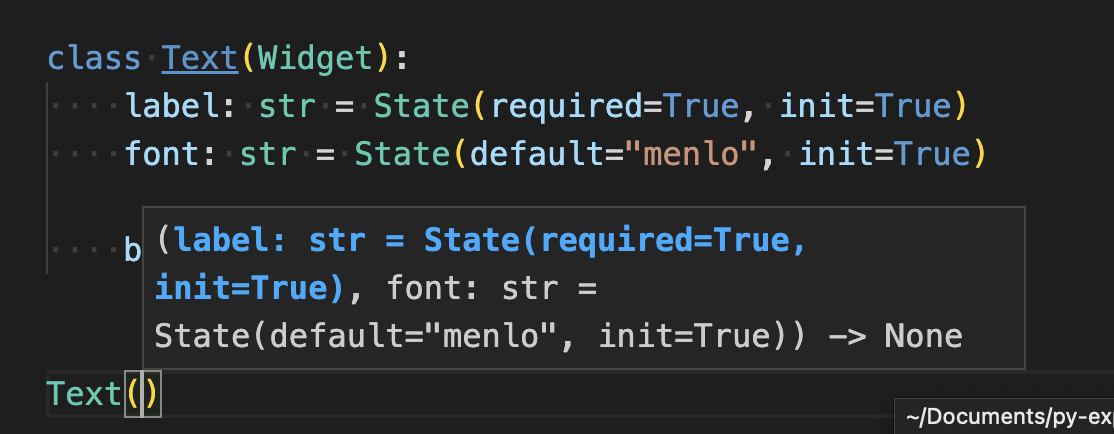 class Text(Widget):
label: str = State(required=True, init=True)
font: str = State(default="menlo", init=True)
b
(label: str = State(required=True,
init=True), font: str =
State(default="menlo", init=True)) -> None
Text()
~/Documents/py-exp